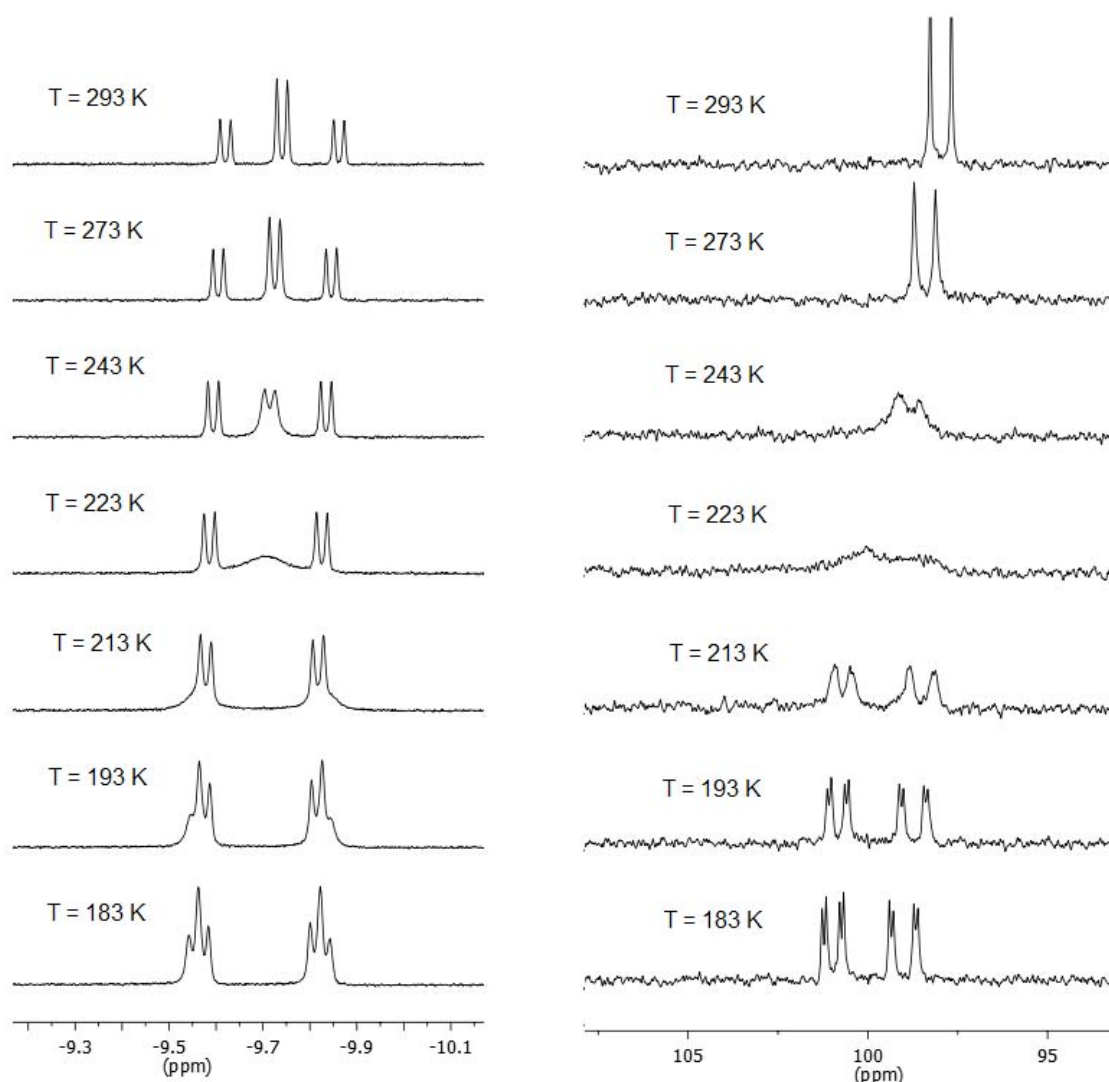 T = 293 K
T = 273 K
T = 243 K
T = 223 K
T = 213 K
T = 193 K
T = 183 K
-9.3 -9.5 -9.7 -9.9 -10.1
(ppm)
T = 293 K
T = 273 K
T = 243 K
T = 223 K
T = 213 K
T = 193 K
T = 183 K
105 100 95
(ppm)